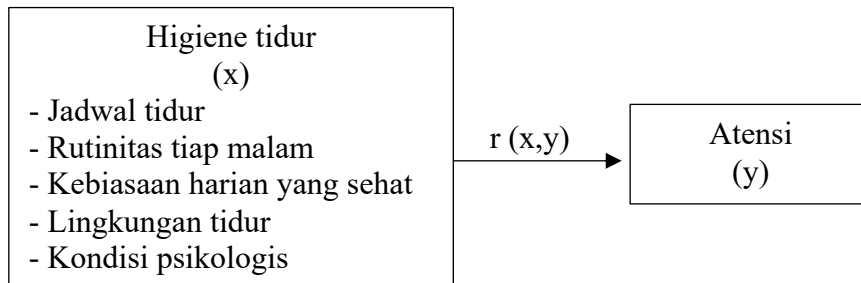 Higiene tidur
(x)
- Jadwal tidur
- Rutinitas tiap malam
- Kebiasaan harian yang sehat
- Lingkungan tidur
- Kondisi psikologis
r (x,y)
Atensi
(y)